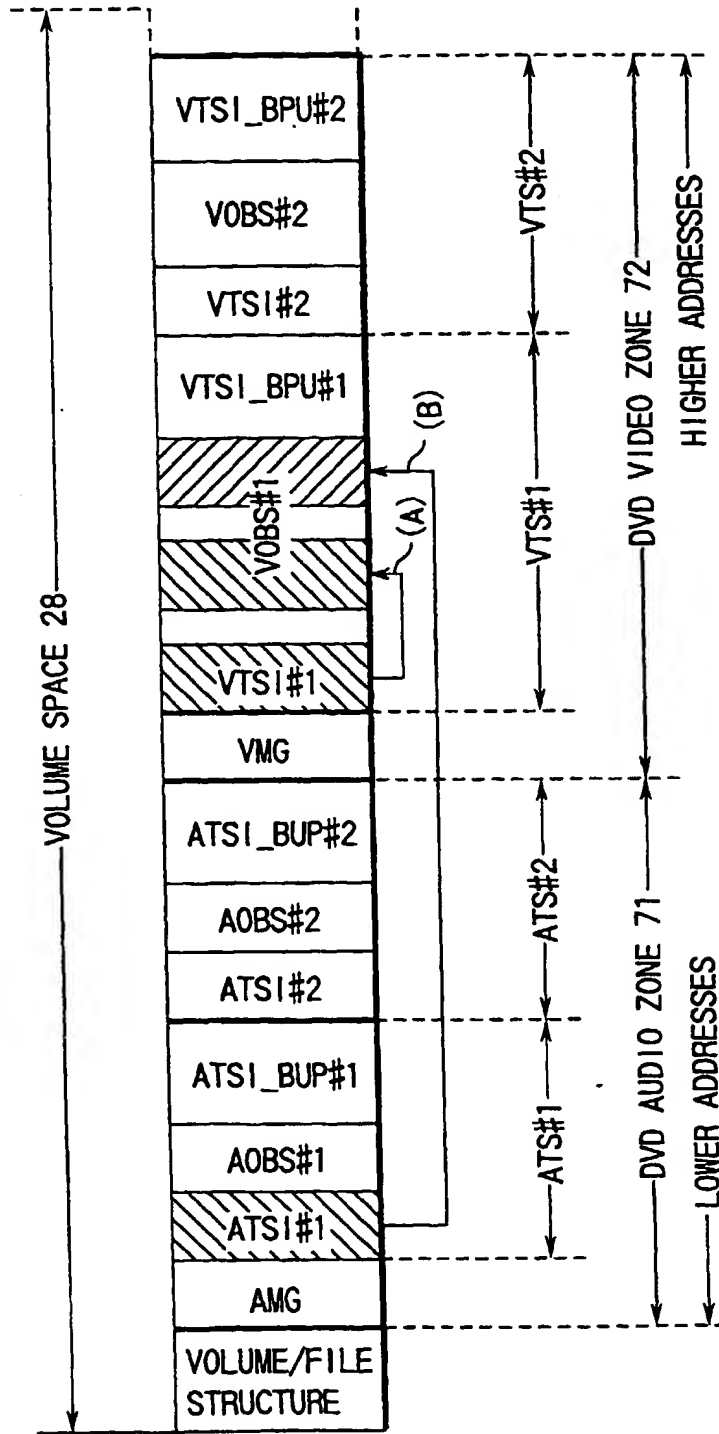 VOLUME SPACE 28
VOLUME/FILE
STRUCTURE
AMG
ATSI#1
AOBS#1
ATSI_BUP#1
ATSI#2
AOBS#2
ATSI_BUP#2
VMG
VTSI#1
VOBS#1
VTSI_BPU#1
VTSI#2
VOBS#2
VTSI_BPU#2
(A)
(B)
ATS#1
ATS#2
VTS#1
VTS#2
DVD AUDIO ZONE 71
DVD VIDEO ZONE 72
LOWER ADDRESSES
HIGHER ADDRESSES